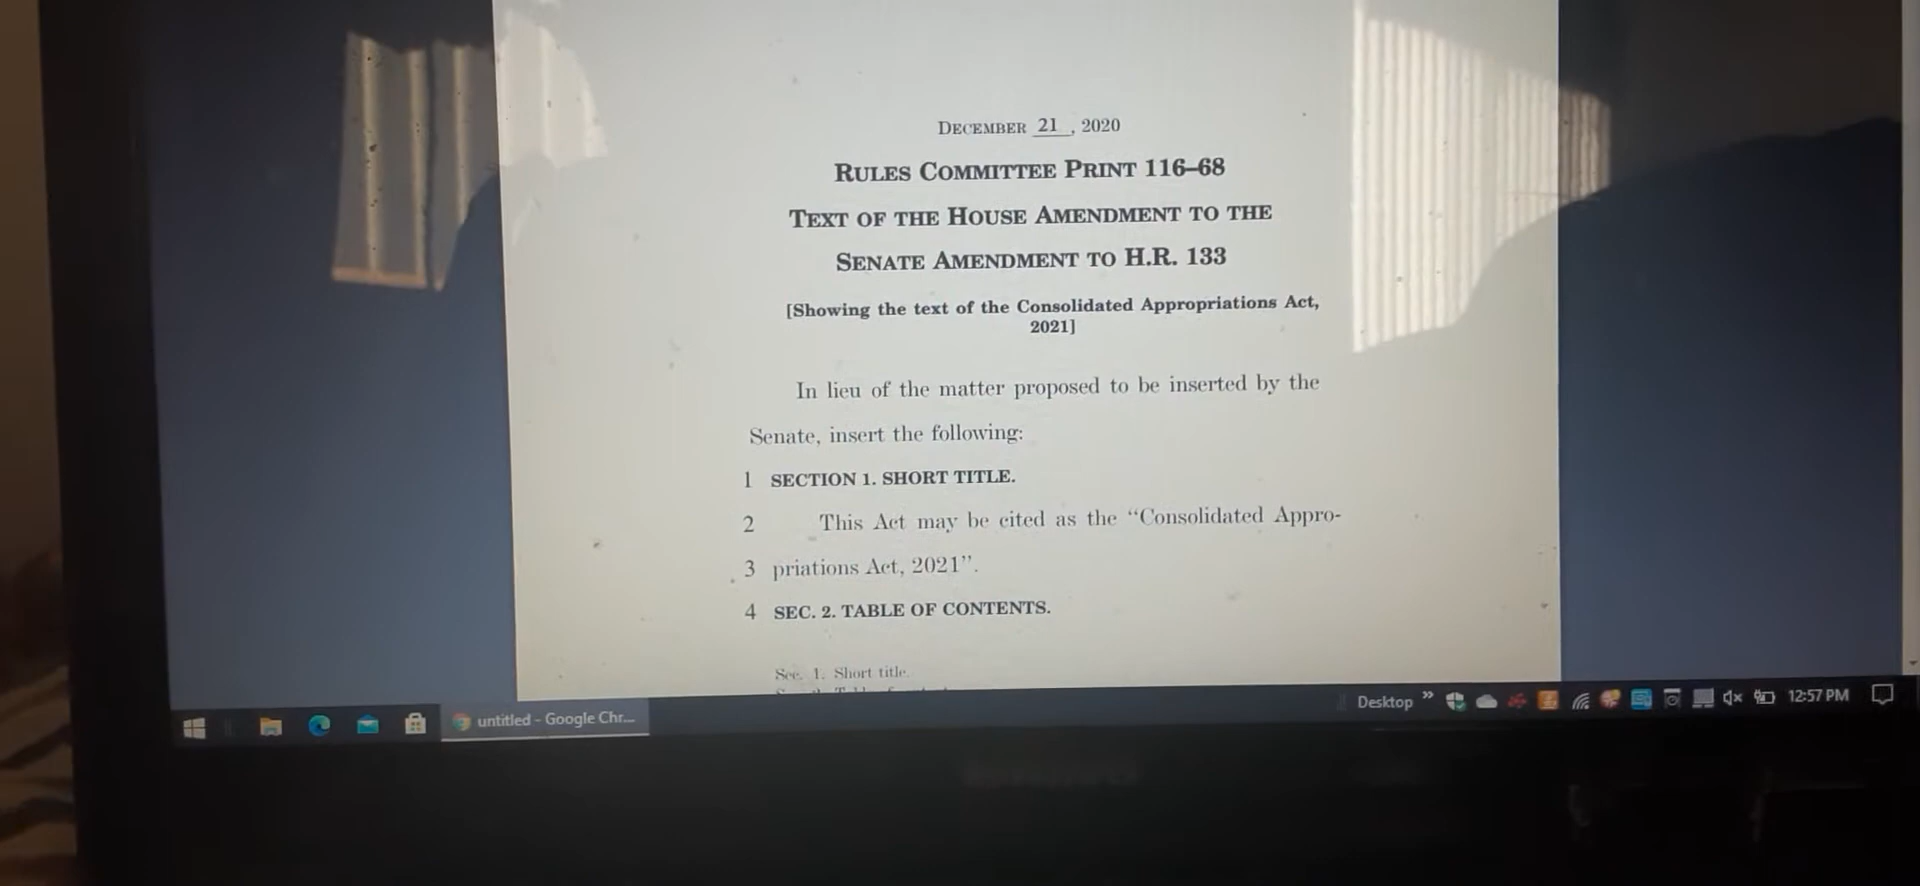 DECEMBER 21, 2020
RULES COMMITTEE PRINT 116–68
TEXT OF THE HOUSE AMENDMENT TO THE
SENATE AMENDMENT TO H.R. 133
[Showing the text of the Consolidated Appropriations Act,
2021]
In lieu of the matter proposed to be inserted by the
Senate, insert the following:
1 SECTION 1. SHORT TITLE.
2 This Act may be cited as the “Consolidated Appro-
3 priations Act, 2021”.
4 SEC. 2. TABLE OF CONTENTS.
Sec. 1. Short title.
untitled - Google Chr...
Desktop
12:57 PM